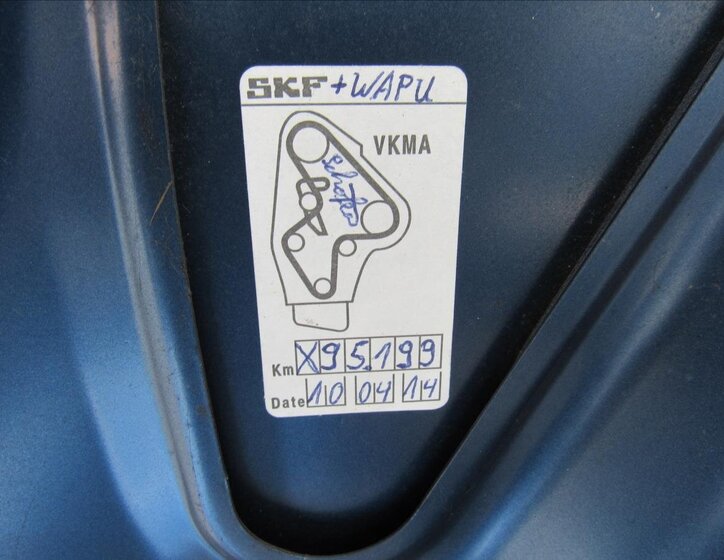 SKF +WAPU
VKMA
Km X95.199
Date 10 04 14